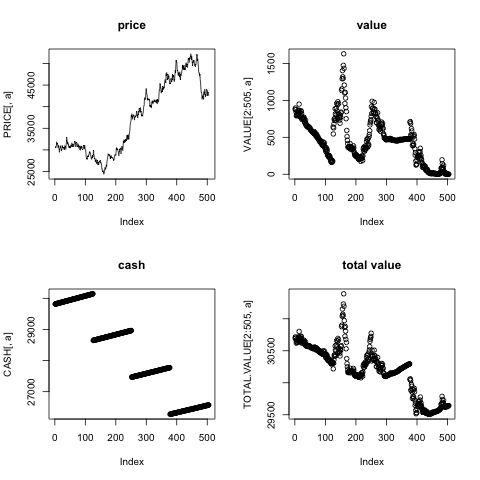 price
PRICE[, a]
25000 29000 35000 45000
0 100 200 300 400 500
Index
value
VALUE[2:505, a]
0 500 1000 1500
0 100 200 300 400 500
Index
cash
CASH[, a]
27000 29000
0 100 200 300 400 500
Index
total value
TOTAL.VALUE[2:505, a]
29500 30500
0 100 200 300 400 500
Index